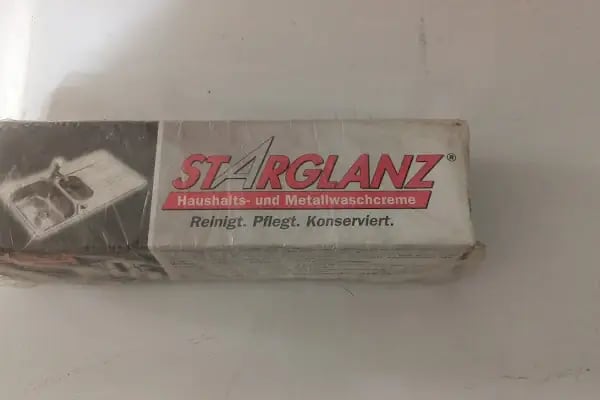 STARGLANZ®
Haushalts- und Metallwaschcreme
Reinigt. Pflegt. Konserviert.